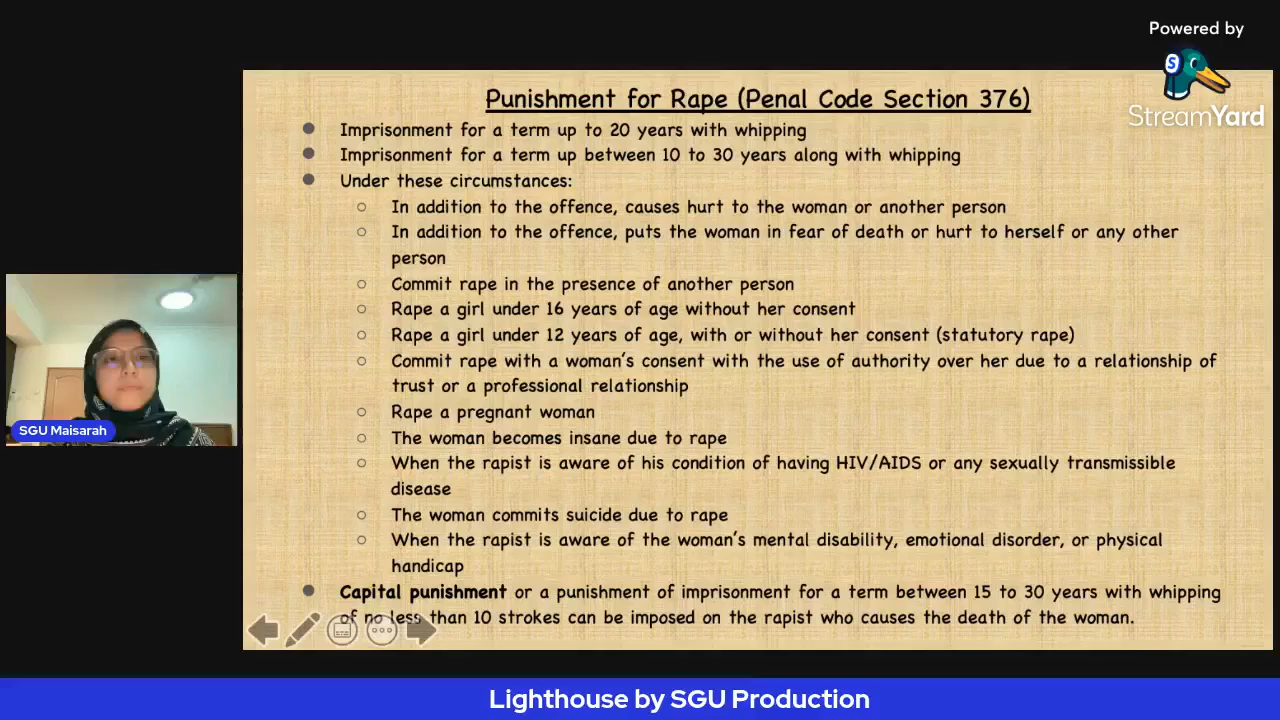 Powered by
StreamYard
Punishment for Rape (Penal Code Section 376)
Imprisonment for a term up to 20 years with whipping
Imprisonment for a term up between 10 to 30 years along with whipping
Under these circumstances:
In addition to the offence, causes hurt to the woman or another person
In addition to the offence, puts the woman in fear of death or hurt to herself or any other
person
Commit rape in the presence of another person
Rape a girl under 16 years of age without her consent
Rape a girl under 12 years of age, with or without her consent (statutory rape)
Commit rape with a woman's consent with the use of authority over her due to a relationship of
trust or a professional relationship
Rape a pregnant woman
The woman becomes insane due to rape
When the rapist is aware of his condition of having HIV/AIDS or any sexually transmissible
disease
The woman commits suicide due to rape
When the rapist is aware of the woman's mental disability, emotional disorder, or physical
handicap
Capital punishment or a punishment of imprisonment for a term between 15 to 30 years with whipping
of no less than 10 strokes can be imposed on the rapist who causes the death of the woman.
SGU Maisarah
Lighthouse by SGU Production